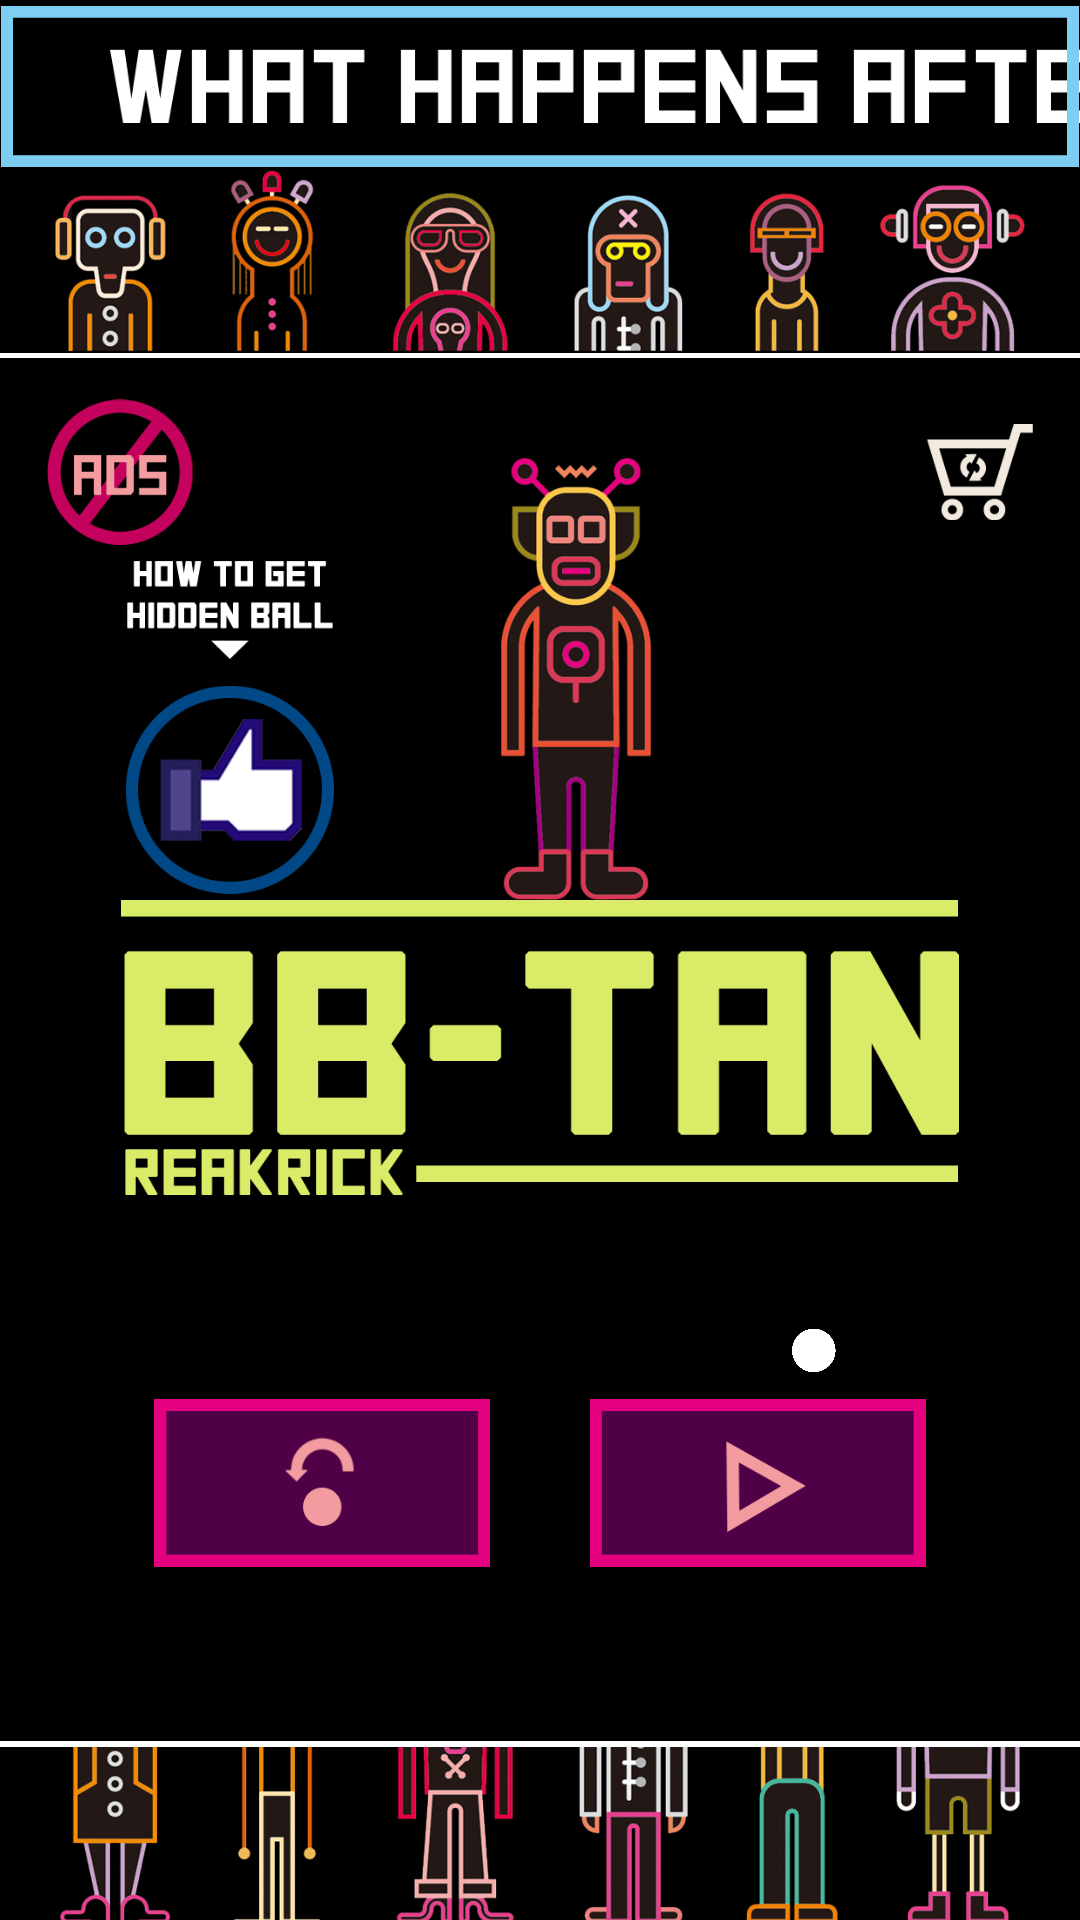 WHAT HAPPENS AFTE
ADS
HOW TO GET
HIDDEN BALL
BB-TAN
REAKRICK